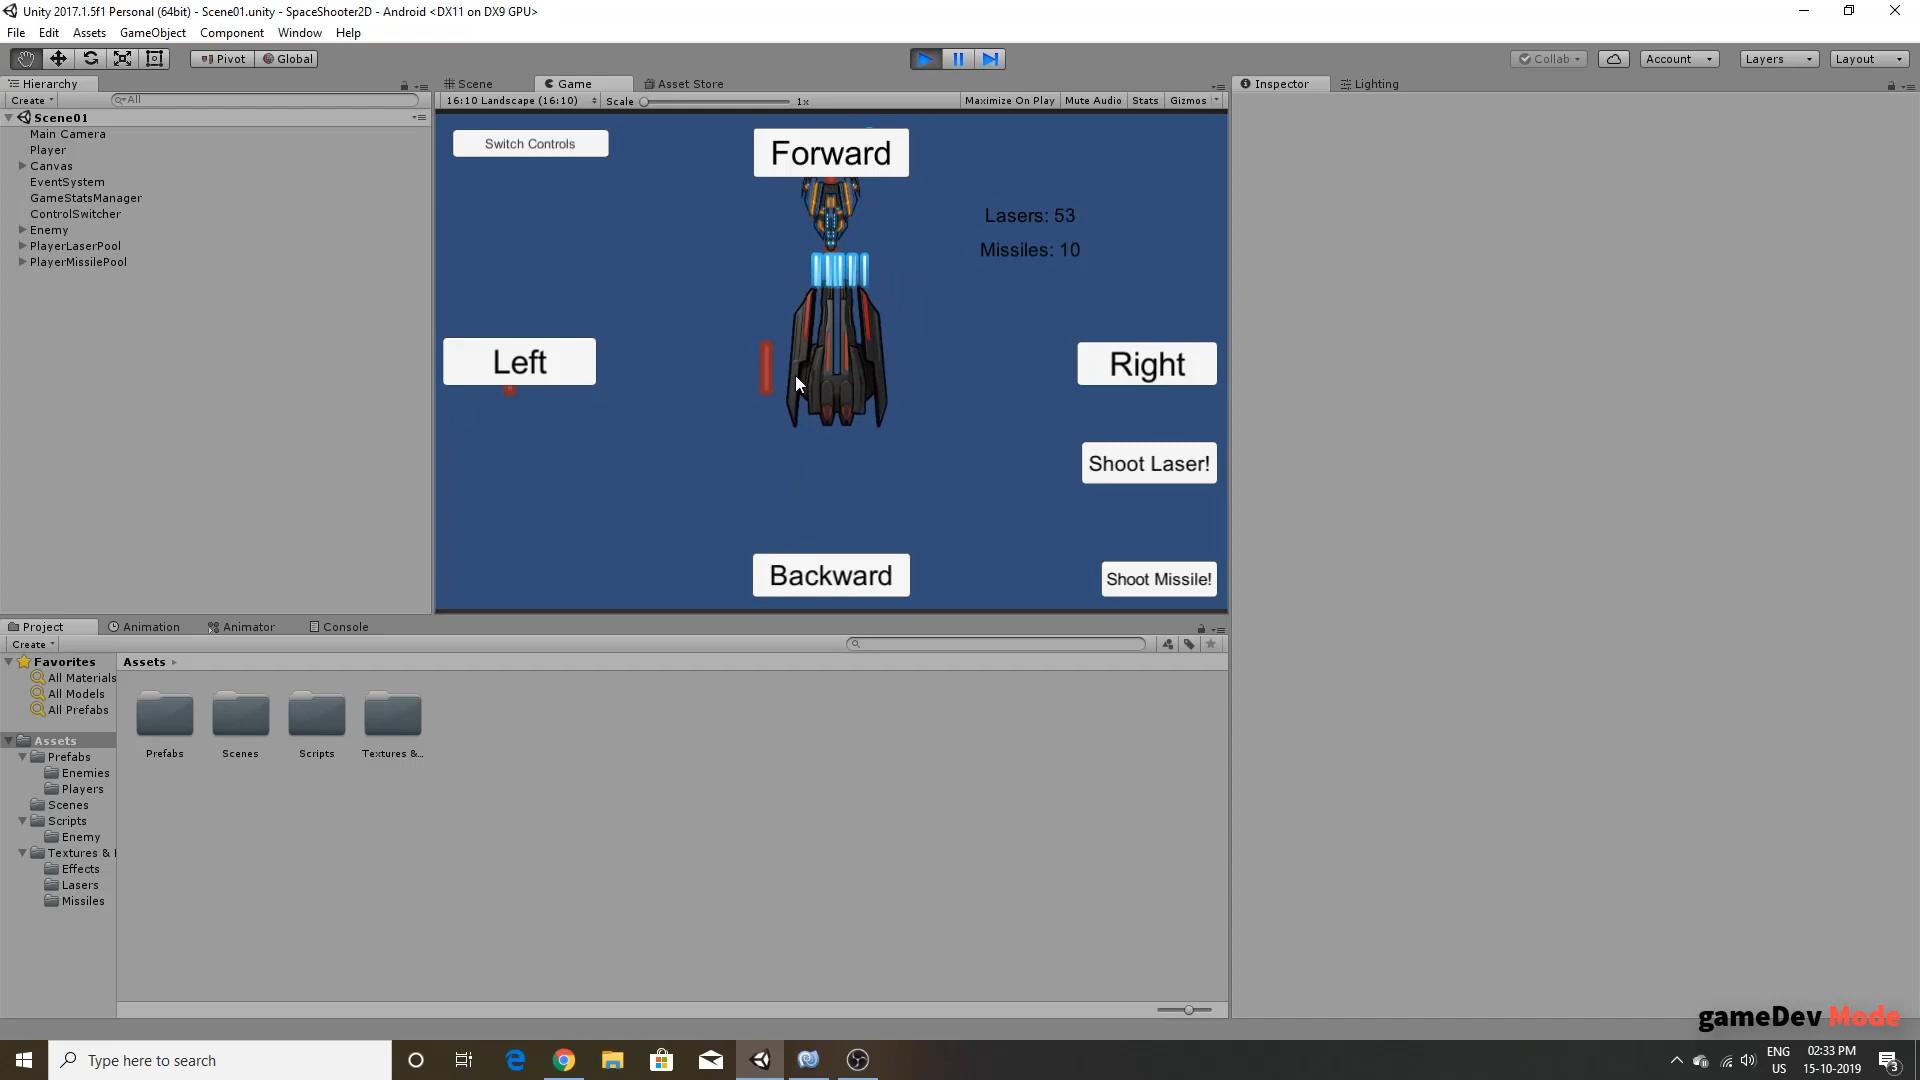 Unity 2017.1.5f1 Personal (64bit) - Scene01.unity - SpaceShooter2D - Android <DX11 on DX9 GPU>
File Edit Assets GameObject Component Window Help
Pivot Global Collab Account Layers Layout
Hierarchy
Create All
Scene01
Main Camera
Player
Canvas
EventSystem
GameStatsManager
ControlSwitcher
Enemy
PlayerLaserPool
PlayerMissilePool
Scene Game Asset Store
16:10 Landscape (16:10) Scale 1x Maximize On Play Mute Audio Stats Gizmos
Switch Controls
Forward
Lasers: 53
Missiles: 10
Left
Right
Shoot Laser!
Backward
Shoot Missile!
Inspector Lighting
Project Animation Animator Console
Create
Favorites
All Materials
All Models
All Prefabs
Assets
Prefabs
Enemies
Players
Scenes
Scripts
Enemy
Textures &
Effects
Lasers
Missiles
Assets
Prefabs Scenes Scripts Textures &...
gameDev Mode
Type here to search
ENG
US
02:33 PM
15-10-2019
3